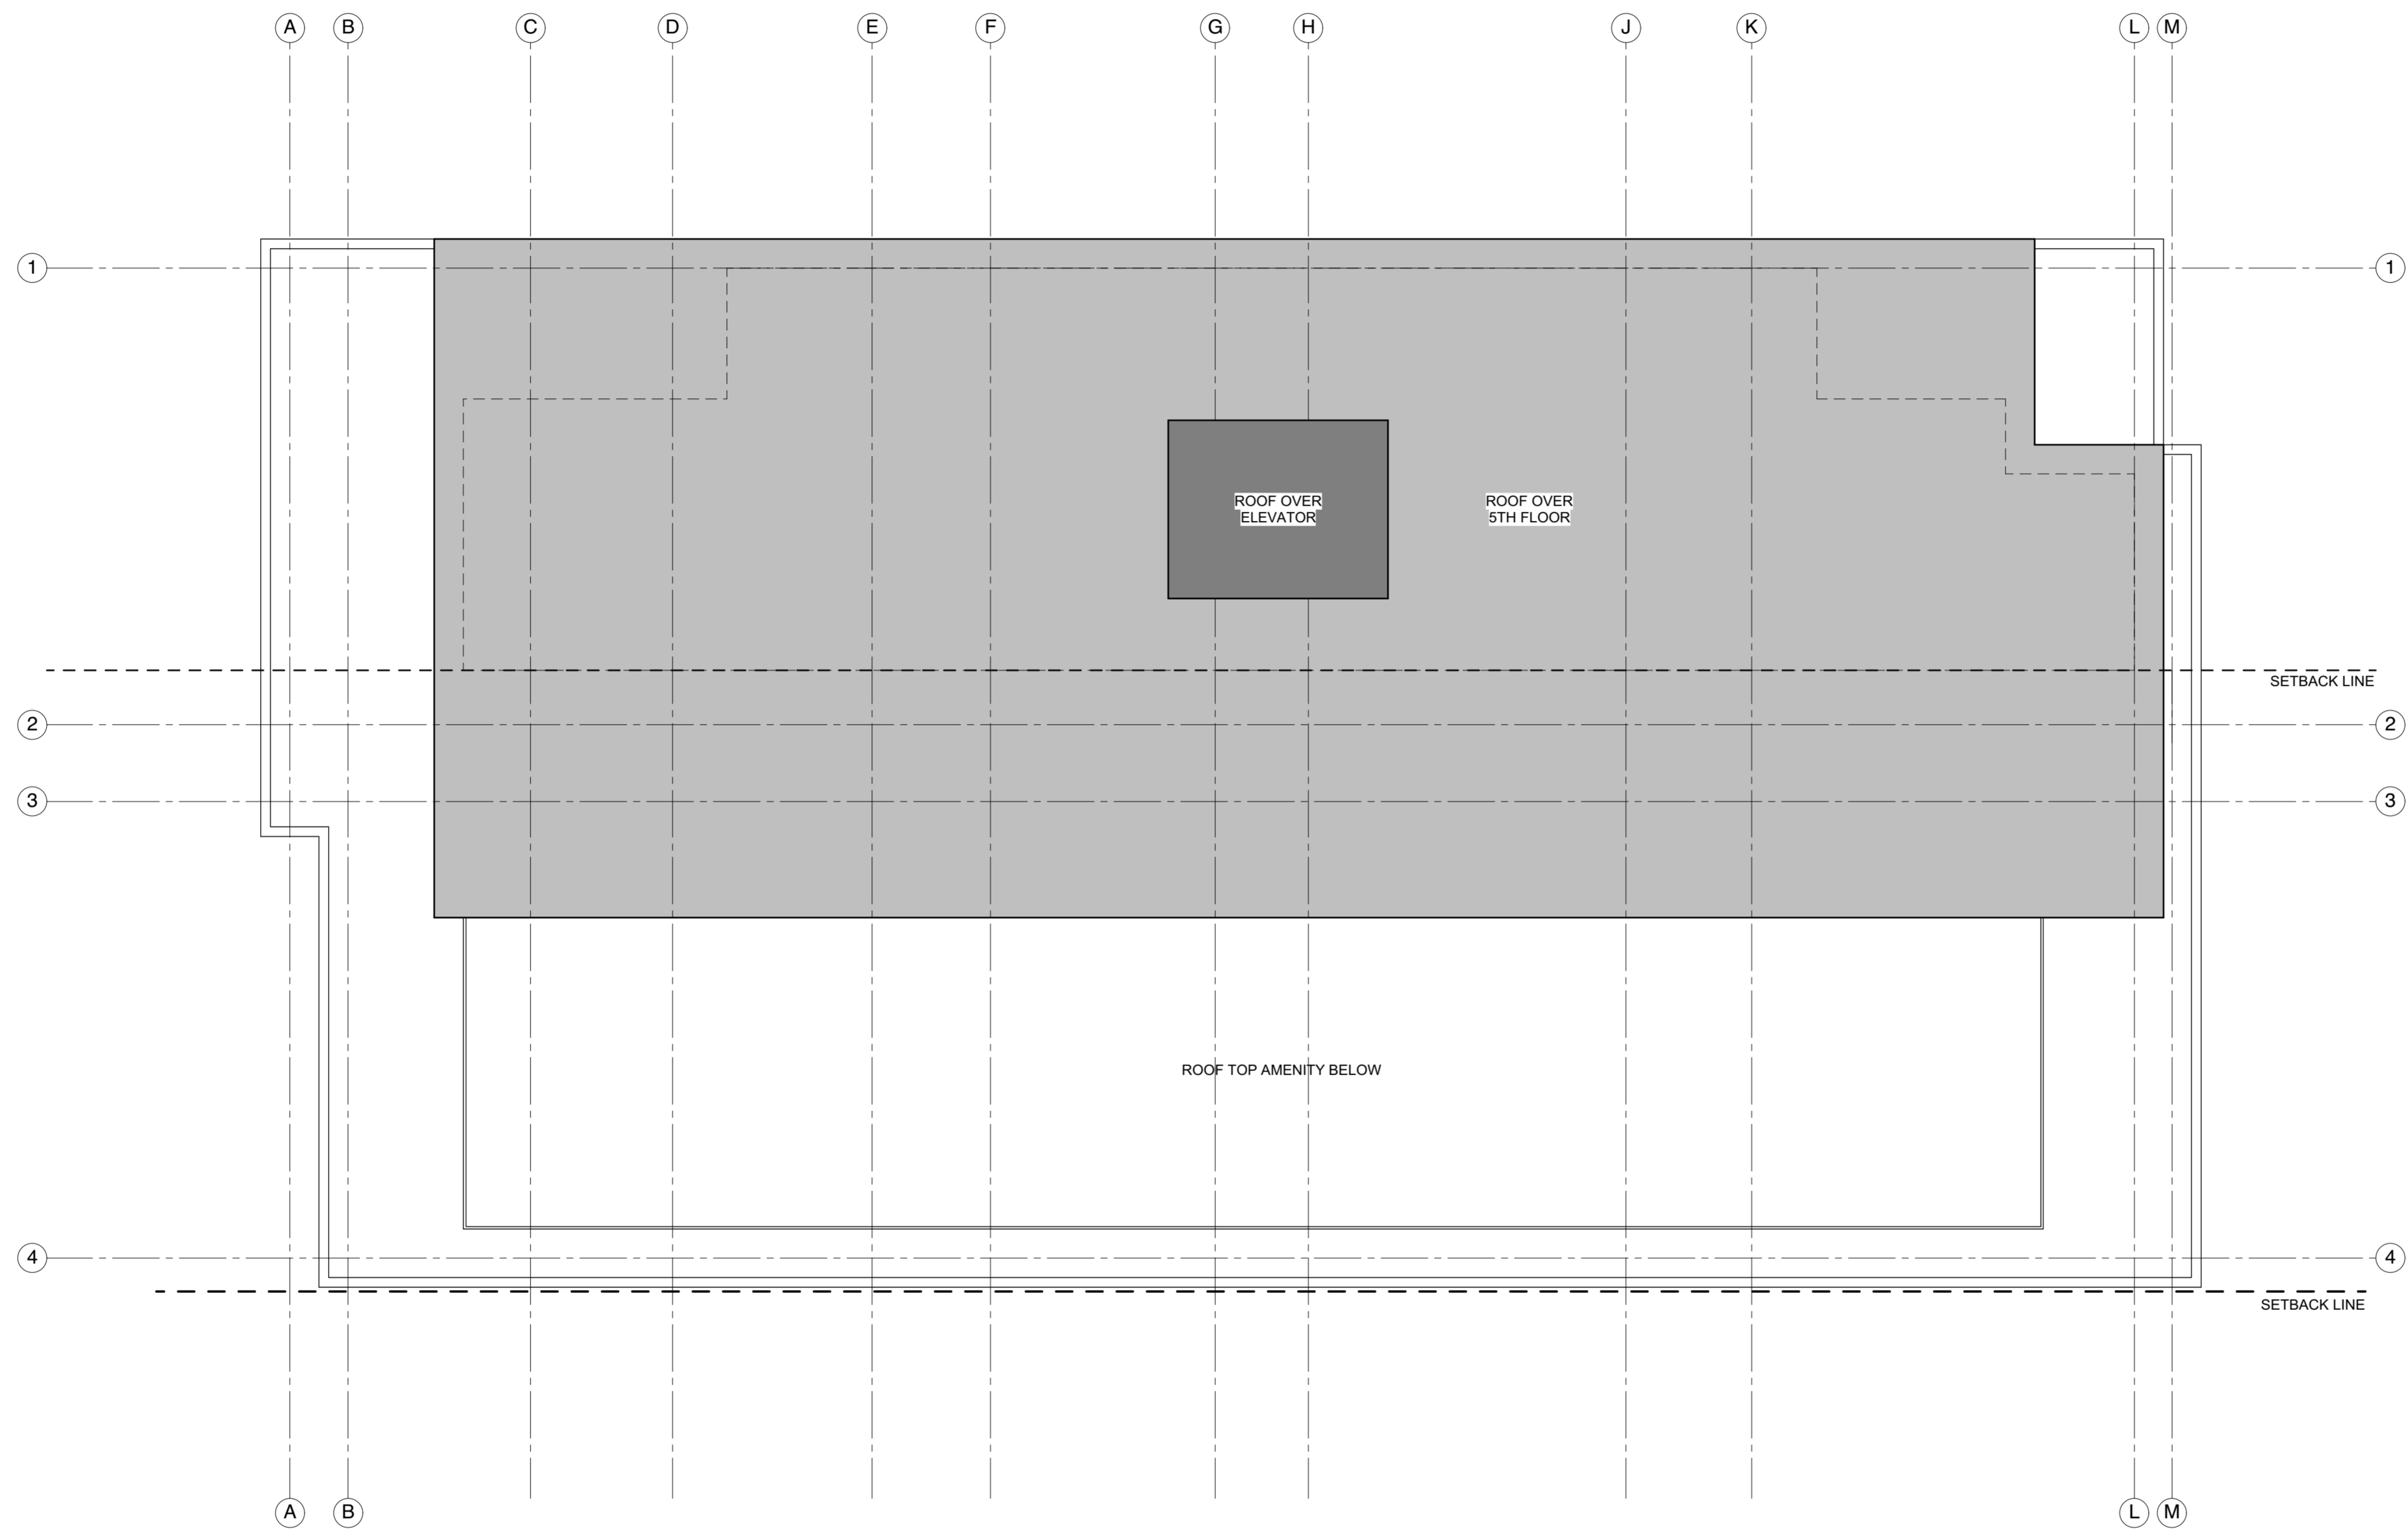 A B C D E F G H J K L M
1 1
ROOF OVER
ELEVATOR
ROOF OVER
5TH FLOOR
SETBACK LINE
2 2
3 3
ROOF TOP AMENITY BELOW
4 4
SETBACK LINE
A B L M